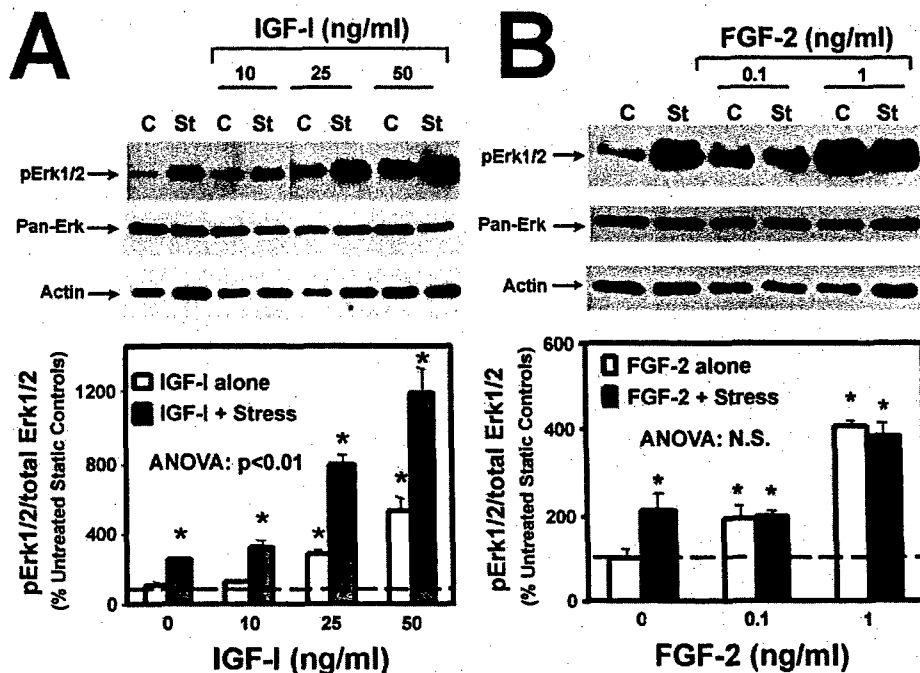 A
IGF-I (ng/ml)
10 25 50
C St C St C St C St
pErk1/2
Pan-Erk
Actin
pErk1/2/total Erk1/2
(% Untreated Static Controls)
1200
800
400
0
IGF-I alone
IGF-I + Stress
ANOVA: p<0.01
* * * * * *
0 10 25 50
IGF-I (ng/ml)
B
FGF-2 (ng/ml)
0.1 1
C St C St C St
pErk1/2
Pan-Erk
Actin
pErk1/2/total Erk1/2
(% Untreated Static Controls)
600
400
200
0
FGF-2 alone
FGF-2 + Stress
ANOVA: N.S.
* * * * *
0 0.1 1
FGF-2 (ng/ml)